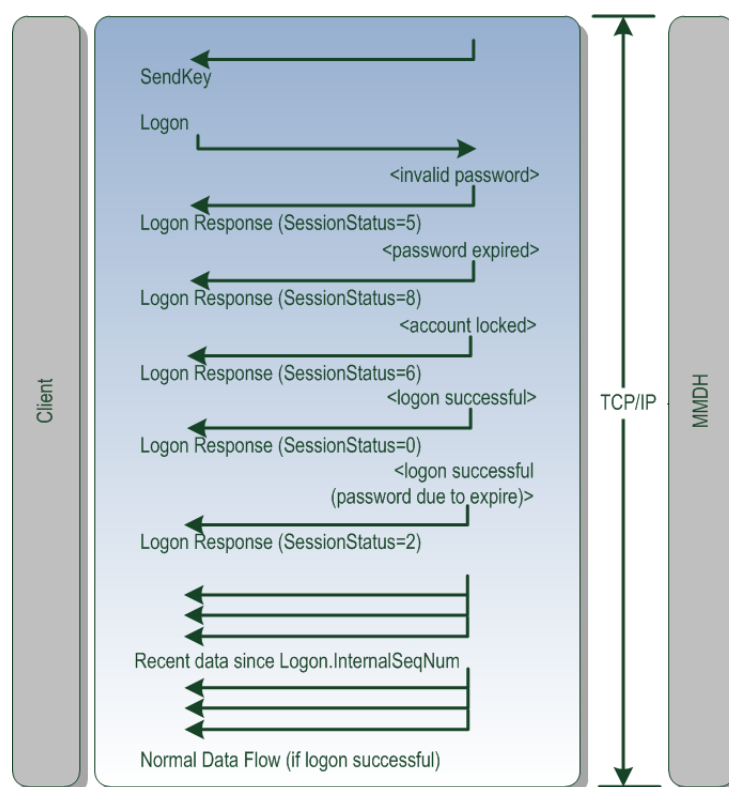 SendKey
Logon
<invalid password>
Logon Response (SessionStatus=5)
<password expired>
Logon Response (SessionStatus=8)
<account locked>
Logon Response (SessionStatus=6)
<logon successful>
Logon Response (SessionStatus=0)
<logon successful
(password due to expire)>
Logon Response (SessionStatus=2)
Recent data since Logon.InternalSeqNum
Normal Data Flow (if logon successful)
Client
TCP/IP
MMDH